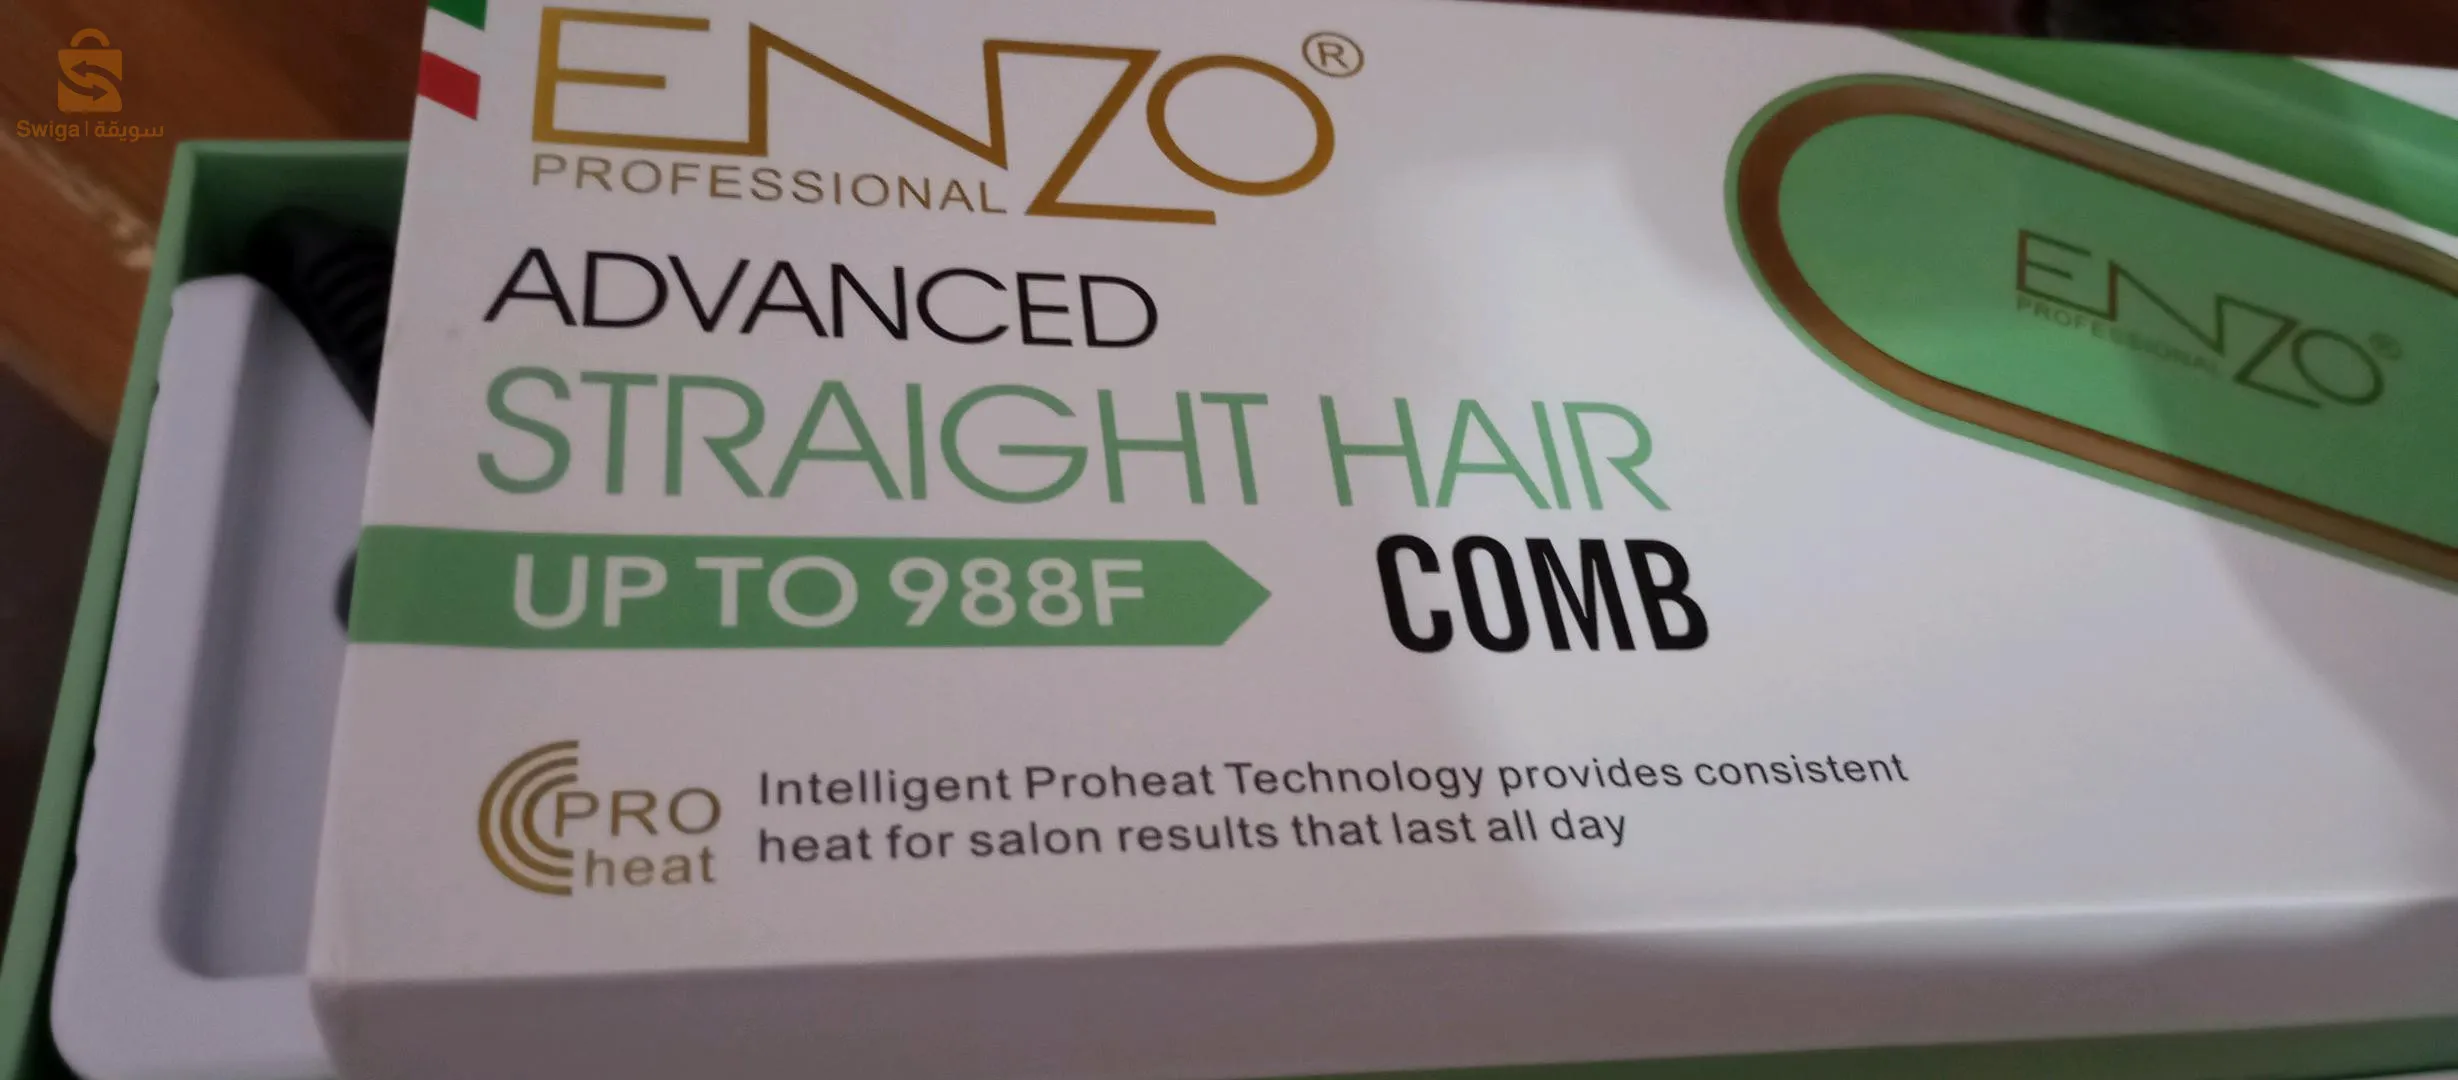 Swiga | سويقة
ENZO®
PROFESSIONAL
ADVANCED
STRAIGHT HAIR
UP TO 988F
COMB
PRO
heat
Intelligent Proheat Technology provides consistent
heat for salon results that last all day
ENZO®
PROFESSIONAL